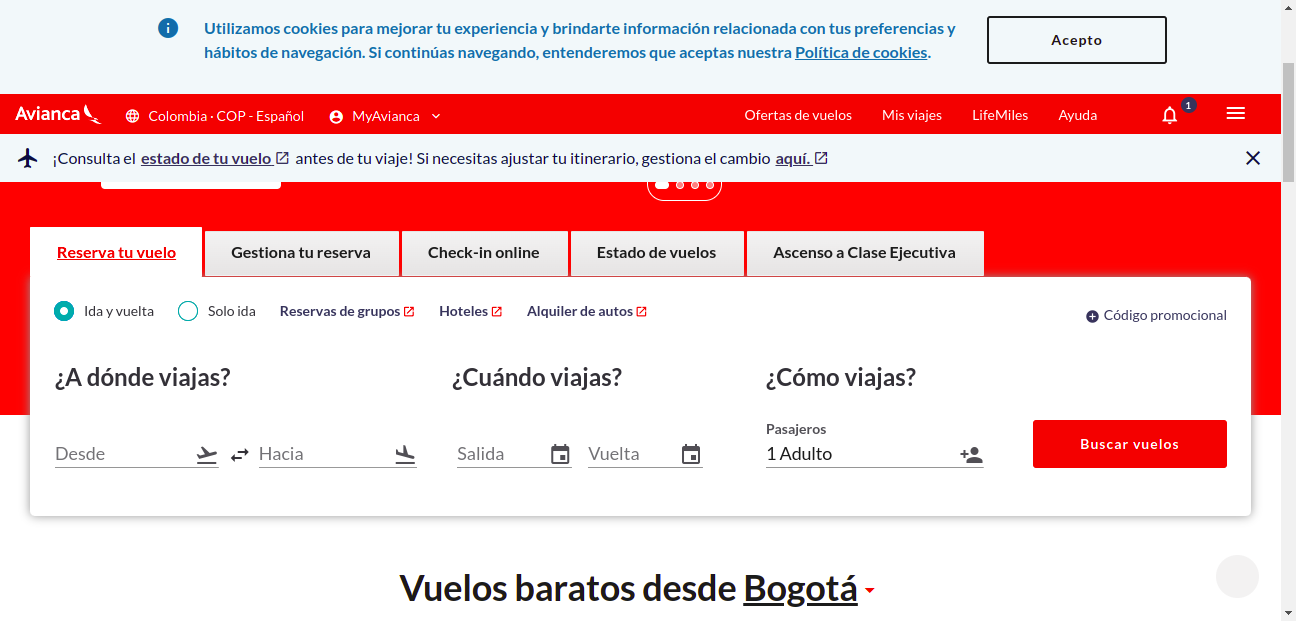 Utilizamos cookies para mejorar tu experiencia y brindarte información relacionada con tus preferencias y
hábitos de navegación. Si continúas navegando, entenderemos que aceptas nuestra Política de cookies.
Acepto
Avianca
Colombia · COP - Español
MyAvianca
Ofertas de vuelos
Mis viajes
LifeMiles
Ayuda
1
¡Consulta el estado de tu vuelo antes de tu viaje! Si necesitas ajustar tu itinerario, gestiona el cambio aquí.
Reserva tu vuelo
Gestiona tu reserva
Check-in online
Estado de vuelos
Ascenso a Clase Ejecutiva
Ida y vuelta
Solo ida
Reservas de grupos
Hoteles
Alquiler de autos
Código promocional
¿A dónde viajas?
¿Cuándo viajas?
¿Cómo viajas?
Desde
Hacia
Salida
Vuelta
Pasajeros
1 Adulto
Buscar vuelos
Vuelos baratos desde Bogotá